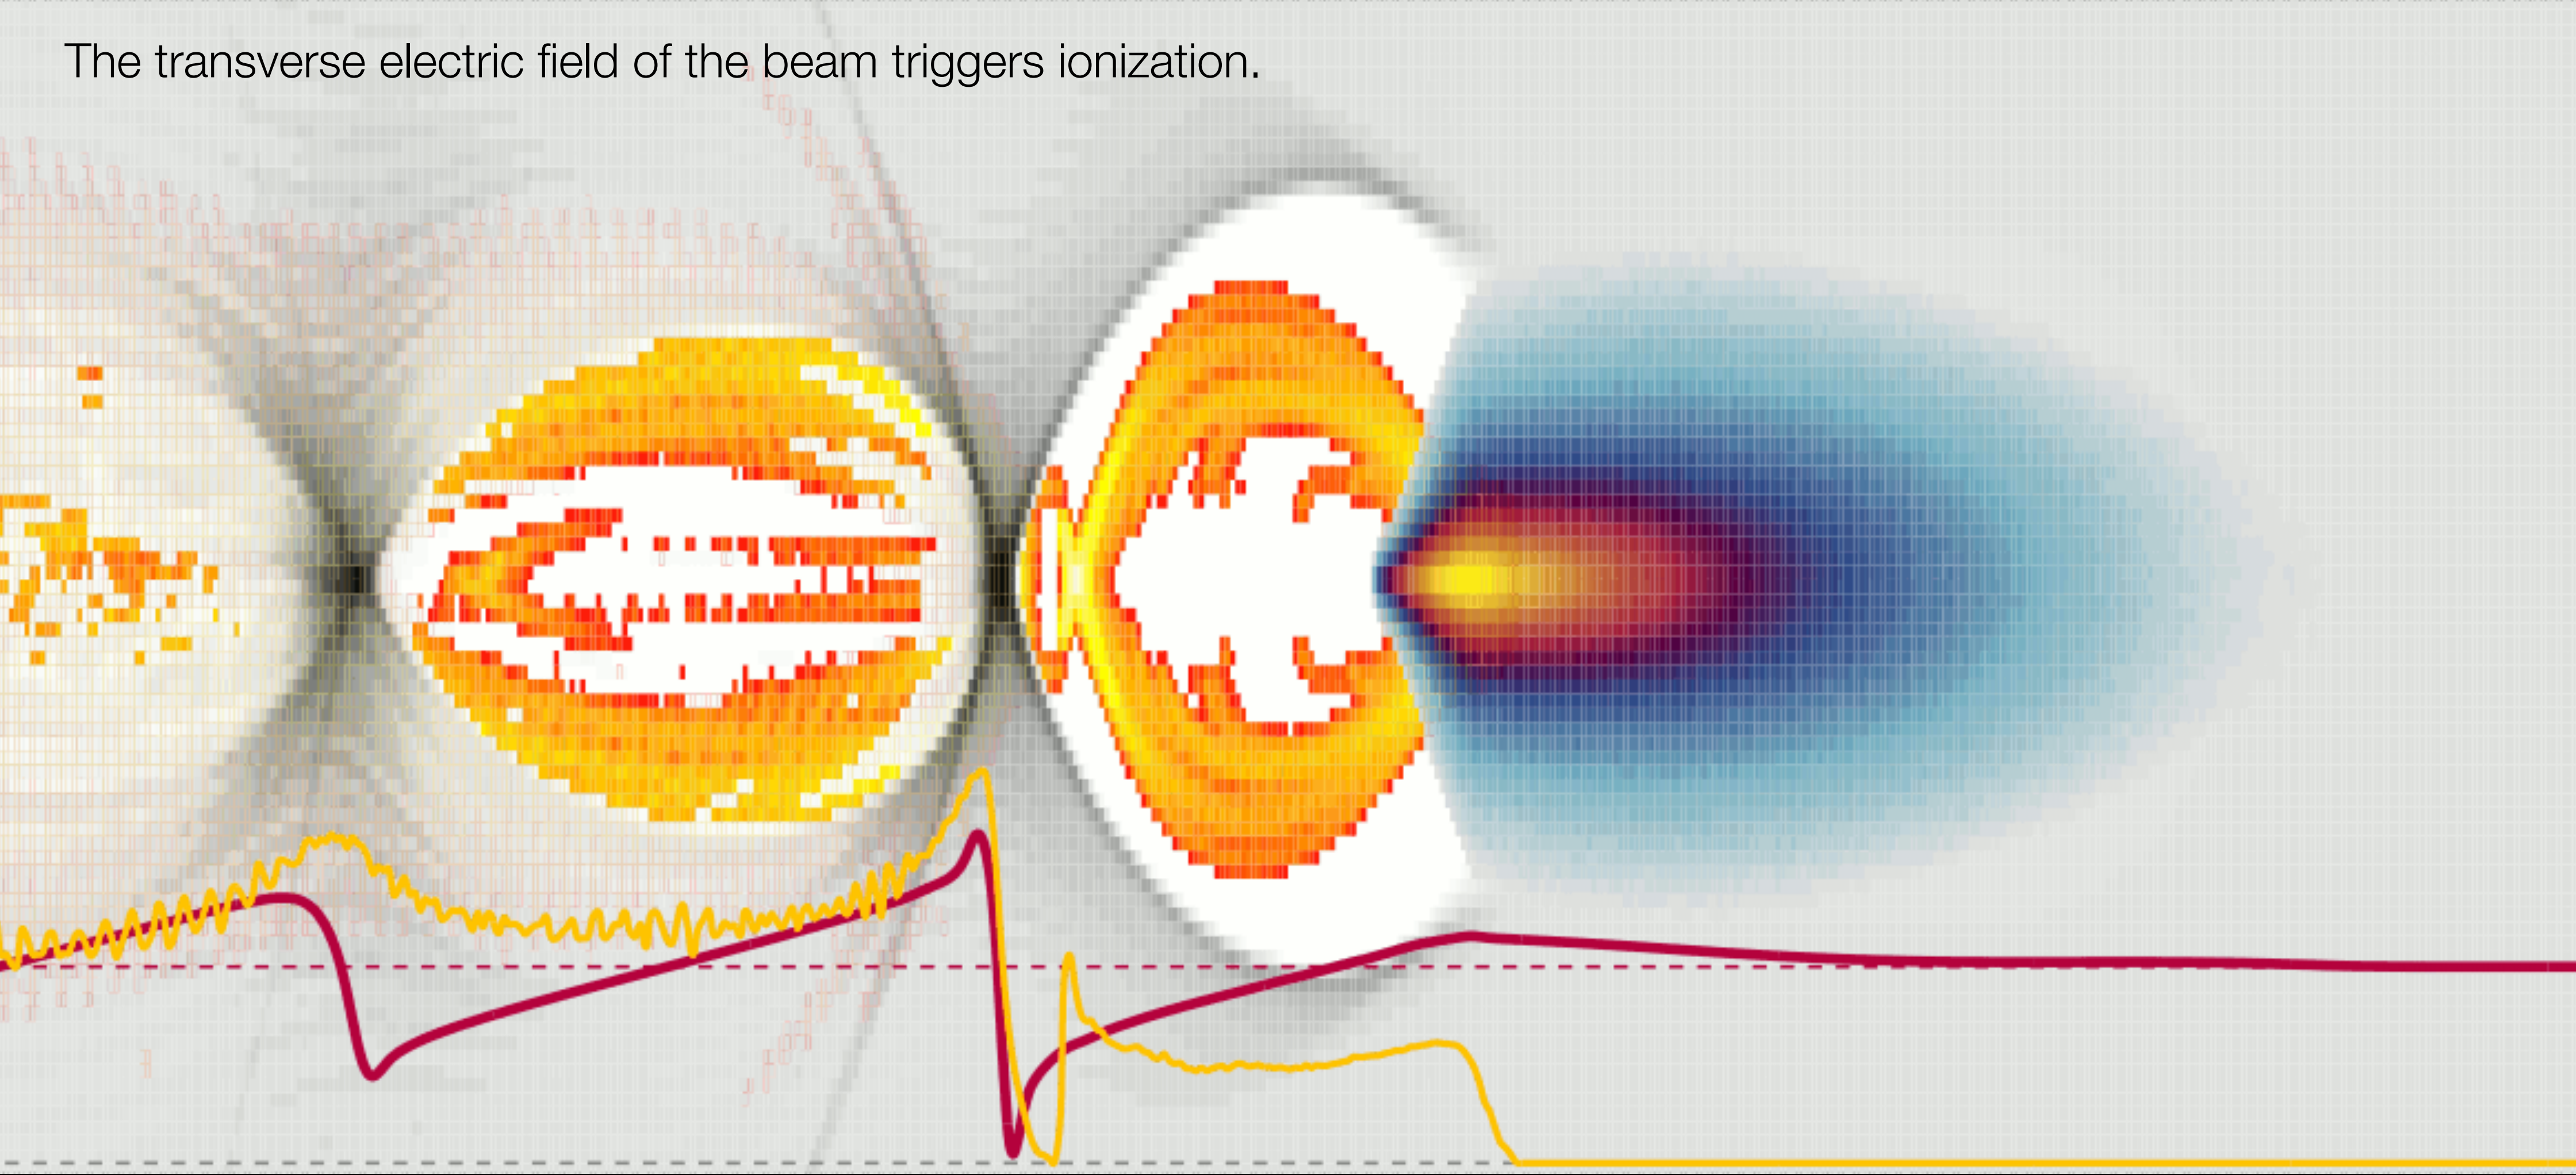 The transverse electric field of the beam triggers ionization.